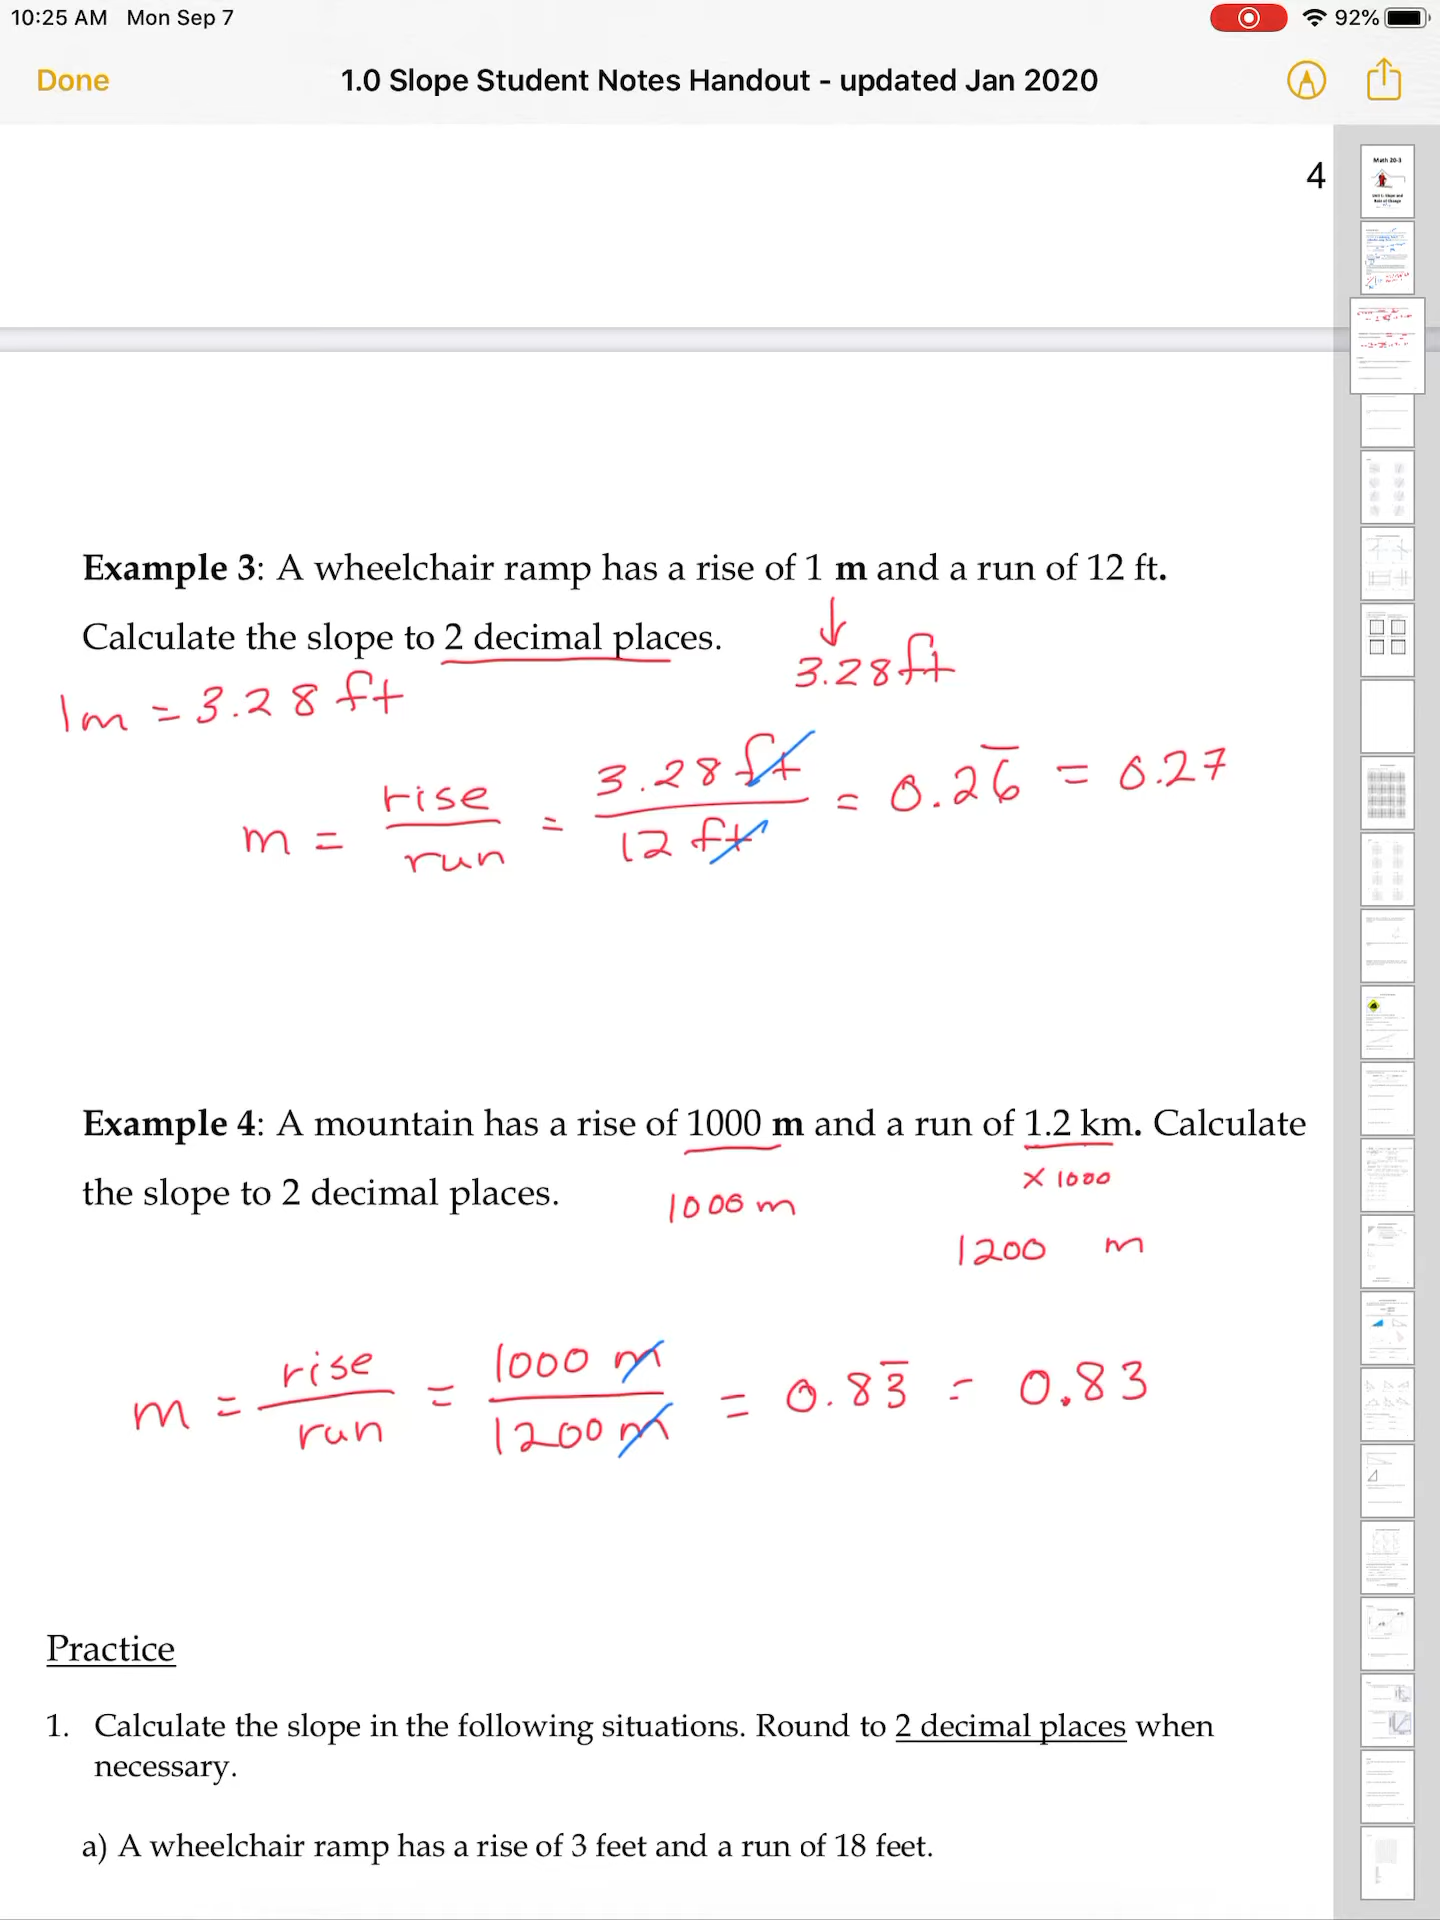 10:25 AM Mon Sep 7
92%
Done
1.0 Slope Student Notes Handout - updated Jan 2020
4
Math 20-3
Example 3: A wheelchair ramp has a rise of 1 m and a run of 12 ft.
Calculate the slope to 2 decimal places.
3.28 ft
1m = 3.28 ft
m = rise/run = 3.28 ft/12 ft = 0.26̅ = 0.27
Example 4: A mountain has a rise of 1000 m and a run of 1.2 km. Calculate
the slope to 2 decimal places.
× 1000
1000 m
1200 m
m = rise/run = 1000 m/1200 m = 0.83̅ = 0.83
Practice
1. Calculate the slope in the following situations. Round to 2 decimal places when
necessary.
a) A wheelchair ramp has a rise of 3 feet and a run of 18 feet.